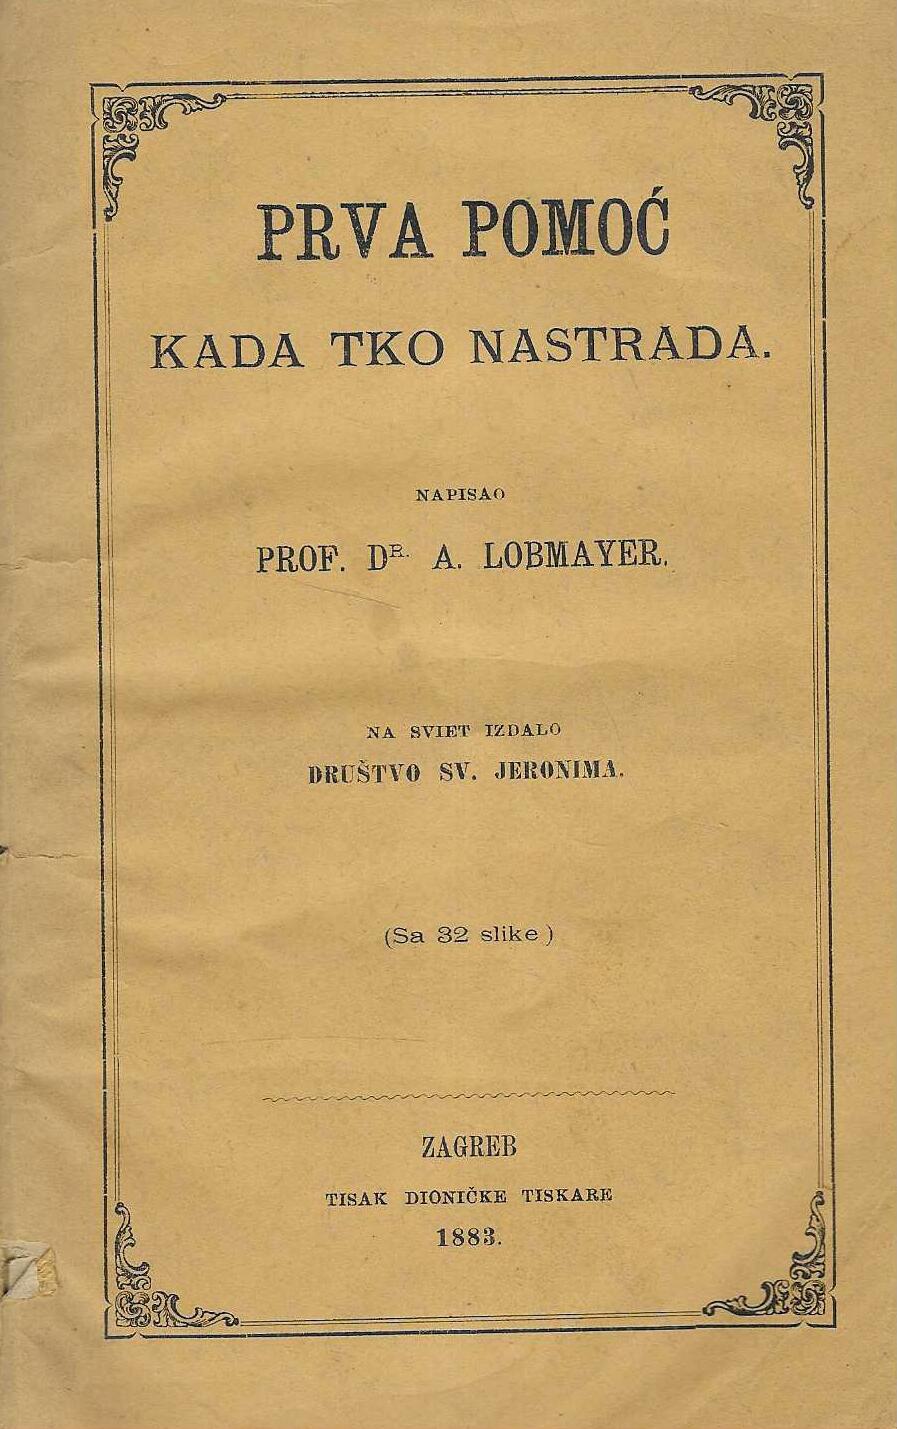 PRVA POMOĆ
KADA TKO NASTRADA.
NAPISAO
PROF. DR. A. LOBMAYER.
NA SVIET IZDALO
DRUŠTVO SV. JERONIMA.
(Sa 32 slike)
ZAGREB
TISAK DIONIČKE TISKARE
1883.